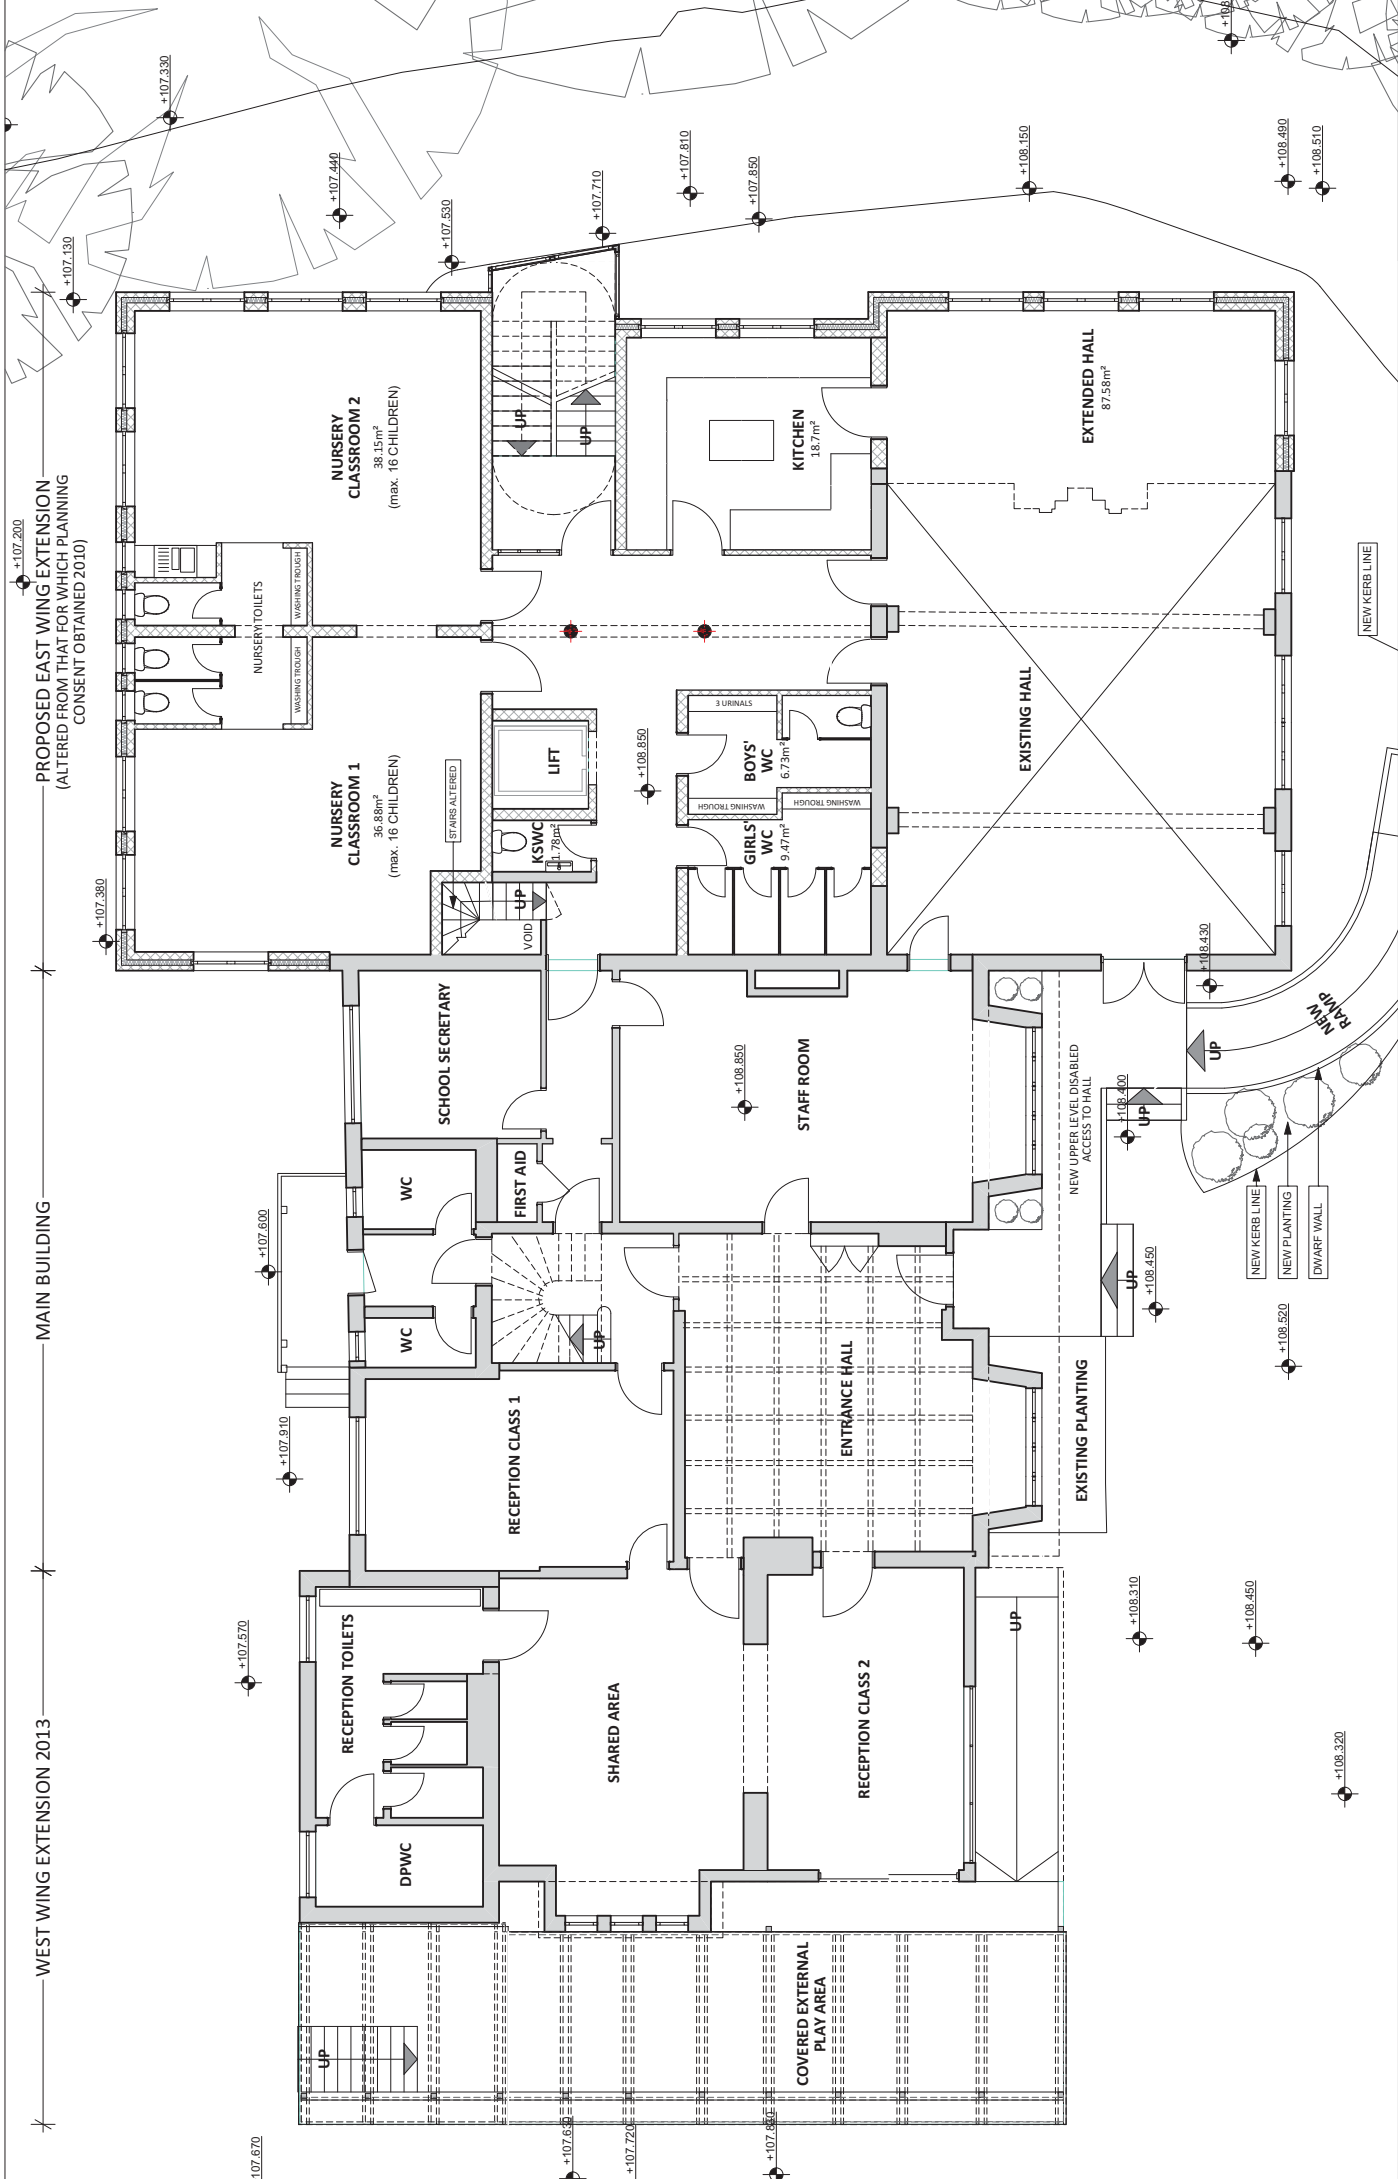 WEST WING EXTENSION 2013
MAIN BUILDING
PROPOSED EAST WING EXTENSION
(ALTERED FROM THAT FOR WHICH PLANNING
CONSENT OBTAINED 2010)
+107.200
+107.130
+107.330
+107.380
+107.440
+107.530
+107.710
+107.810
+107.850
+108.150
+108.490
+108.510
+107.670
+107.570
+107.910
+107.600
NURSERY
CLASSROOM 1
36.88m²
(max. 16 CHILDREN)
NURSERY
CLASSROOM 2
38.15m²
(max. 16 CHILDREN)
NURSERY TOILETS
WASHING TROUGH
WASHING TROUGH
STAIRS ALTERED
UP
VOID
KSWC
1.78m²
LIFT
+108.850
UP
UP
KITCHEN
18.7m²
GIRLS'
WC
9.47m²
WASHING TROUGH
WASHING TROUGH
BOYS'
WC
6.73m²
3 URINALS
EXISTING HALL
EXTENDED HALL
87.58m²
SCHOOL SECRETARY
WC
WC
FIRST AID
UP
STAFF ROOM
+108.850
RECEPTION CLASS 1
ENTRANCE HALL
RECEPTION TOILETS
DPWC
SHARED AREA
RECEPTION CLASS 2
UP
UP
COVERED EXTERNAL
PLAY AREA
+107.630
+107.720
EXISTING PLANTING
UP
+108.450
NEW UPPER LEVEL DISABLED
ACCESS TO HALL
+108.400
UP
UP
+108.430
NEW
RAMP
NEW KERB LINE
NEW PLANTING
DWARF WALL
NEW KERB LINE
+108.520
+108.310
+108.450
+108.320